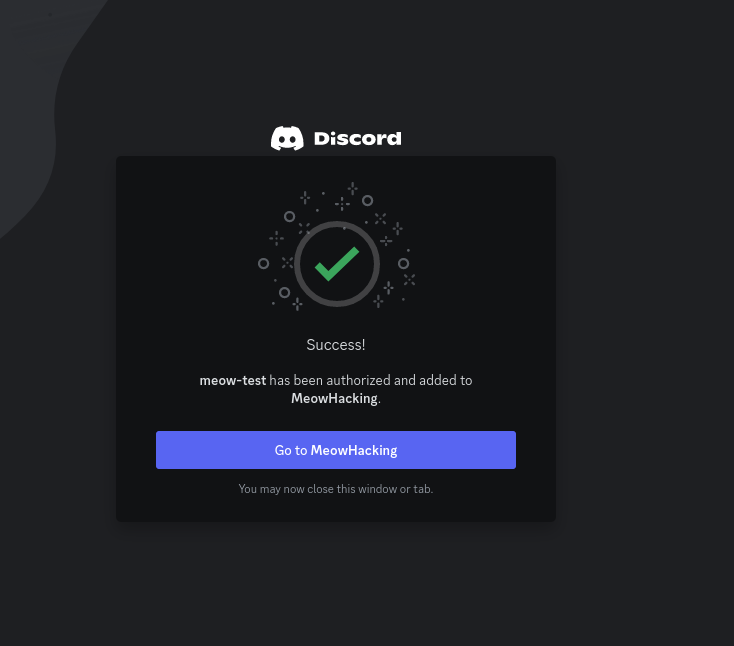 Discord
Success!
meow-test has been authorized and added to
MeowHacking.
Go to MeowHacking
You may now close this window or tab.